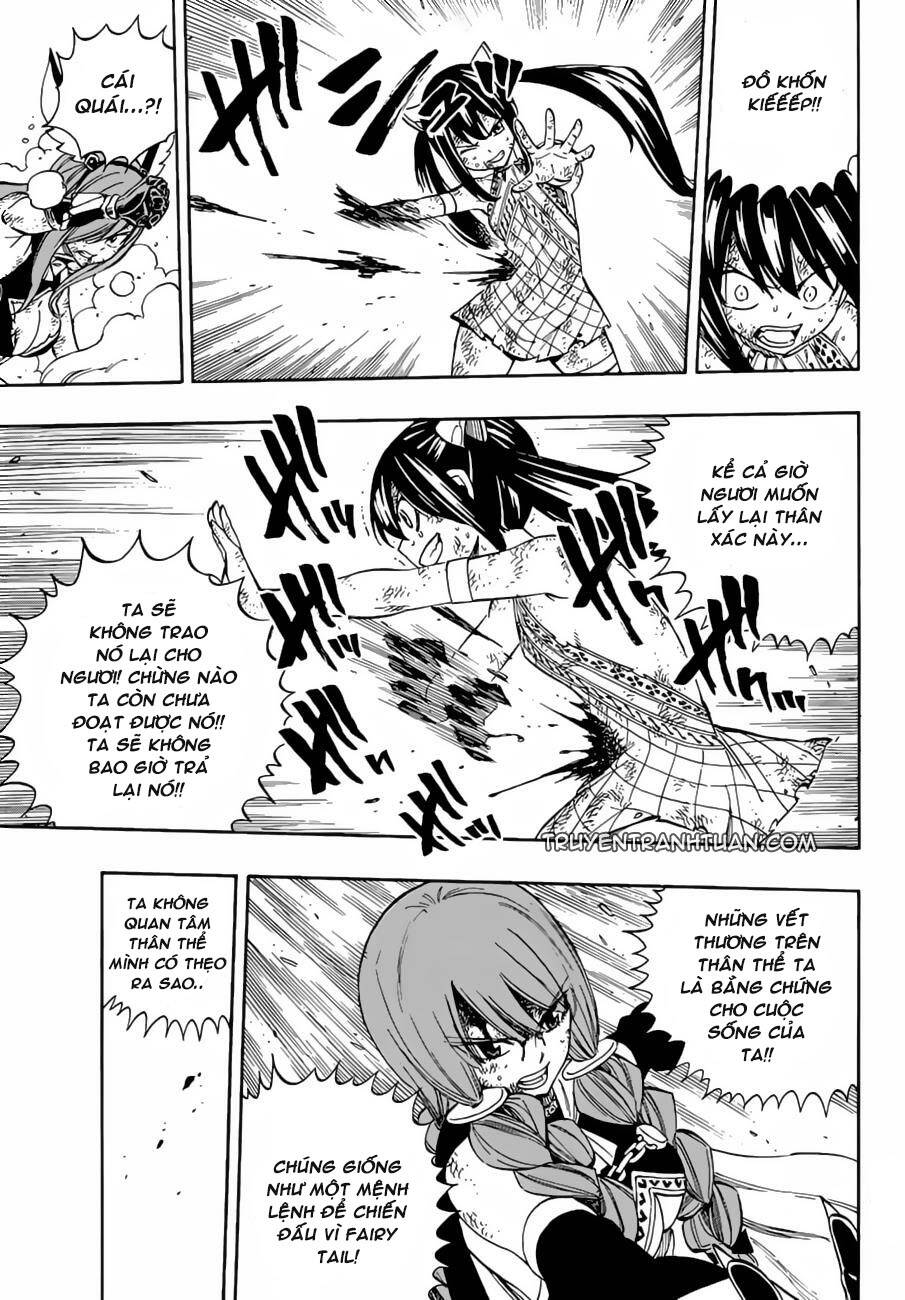 ĐỒ KHỐN
KIẾẾẾP!!
CÁI
QUÁI...?!
KỂ CẢ GIỜ
NGƯƠI MUỐN
LẤY LẠI THÂN
XÁC NÀY...
TA SẼ
KHÔNG TRAO
NÓ LẠI CHO
NGƯƠI! CHỪNG NÀO
TA CÒN CHƯA
ĐOẠT ĐƯỢC NÓ!!
TA SẼ KHÔNG
BAO GIỜ TRẢ
LẠI NÓ!!
TRUYENTRANHTUAN.COM
NHỮNG VẾT
THƯƠNG TRÊN
THÂN THỂ TA
LÀ BẰNG CHỨNG
CHO CUỘC
SỐNG CỦA
TA!!
CHÚNG GIỐNG
NHƯ MỘT MỆNH
LỆNH ĐỂ CHIẾN
ĐẤU VÌ FAIRY
TAIL!
TA KHÔNG
QUAN TÂM
THÂN THỂ
MÌNH CÓ THẸO
RA SAO..